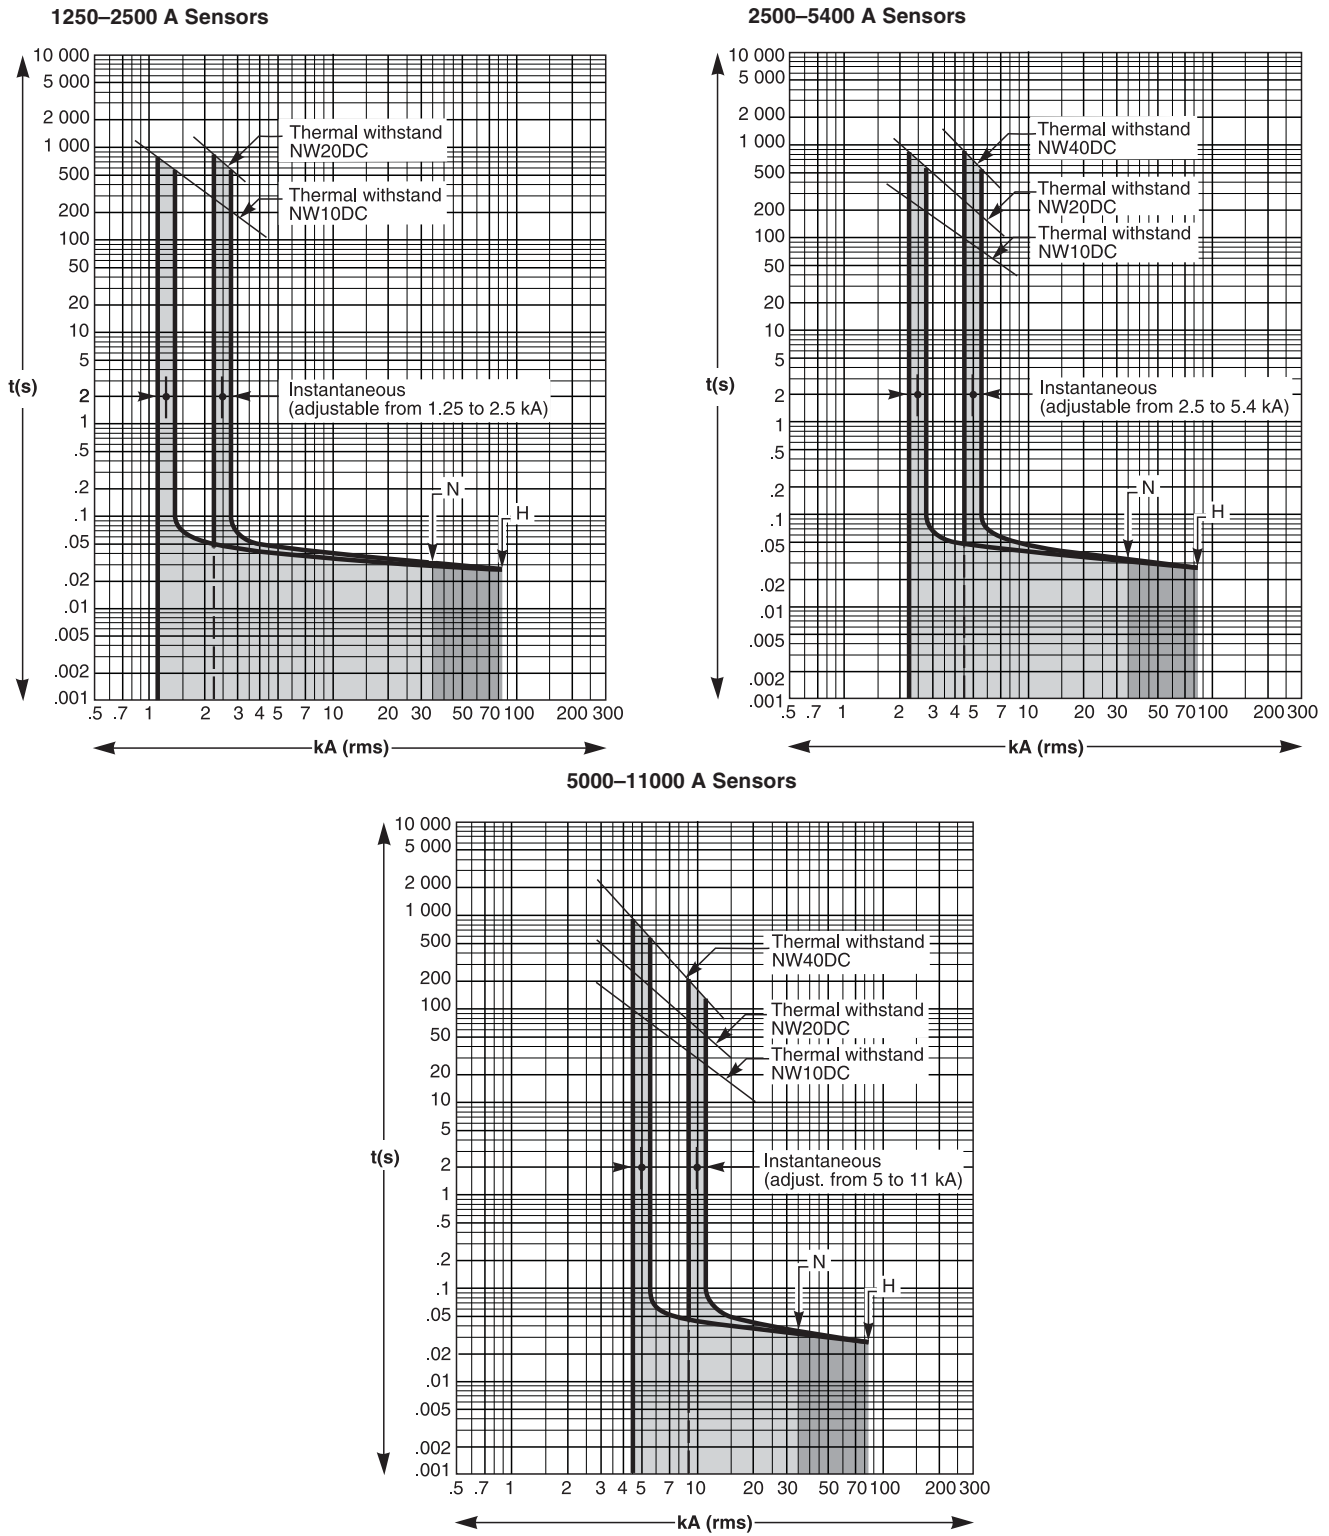 1250–2500 A Sensors
10 000
5 000
2 000
1 000
500
200
100
50
20
10
5
2
1
.5
.2
.1
.05
.02
.01
.005
.002
.001
t(s)
Thermal withstand
NW20DC
Thermal withstand
NW10DC
Instantaneous
(adjustable from 1.25 to 2.5 kA)
N
H
.5 .7 1 2 3 4 5 7 10 20 30 50 70 100 200 300
kA (rms)
2500–5400 A Sensors
10 000
5 000
2 000
1 000
500
200
100
50
20
10
5
2
1
.5
.2
.1
.05
.02
.01
.005
.002
.001
t(s)
Thermal withstand
NW40DC
Thermal withstand
NW20DC
Thermal withstand
NW10DC
Instantaneous
(adjustable from 2.5 to 5.4 kA)
N
H
.5 .7 1 2 3 4 5 7 10 20 30 50 70 100 200 300
kA (rms)
5000–11000 A Sensors
10 000
5 000
2 000
1 000
500
200
100
50
20
10
5
2
1
.5
.2
.1
.05
.02
.01
.005
.002
.001
t(s)
Thermal withstand
NW40DC
Thermal withstand
NW20DC
Thermal withstand
NW10DC
Instantaneous
(adjust. from 5 to 11 kA)
N
H
.5 .7 1 2 3 4 5 7 10 20 30 50 70 100 200 300
kA (rms)